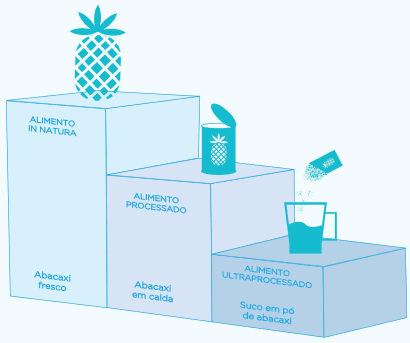 ALIMENTO
IN NATURA
Abacaxi
fresco
ALIMENTO
PROCESSADO
Abacaxi
em calda
ALIMENTO
ULTRAPROCESSADO
Suco em pó
de abacaxi